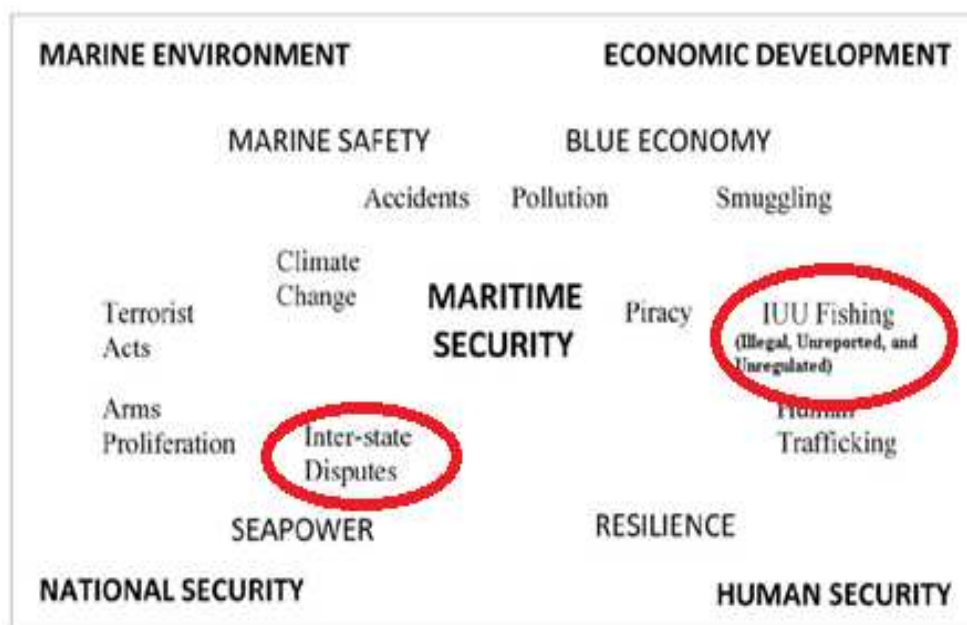 MARINE ENVIRONMENT
ECONOMIC DEVELOPMENT
MARINE SAFETY
BLUE ECONOMY
Accidents
Pollution
Smuggling
Climate
Change
MARITIME
SECURITY
Terrorist
Acts
Piracy
IUU Fishing
(Illegal, Unreported, and
Unregulated)
Arms
Proliferation
Inter-state
Disputes
Human
Trafficking
SEAPOWER
RESILIENCE
NATIONAL SECURITY
HUMAN SECURITY